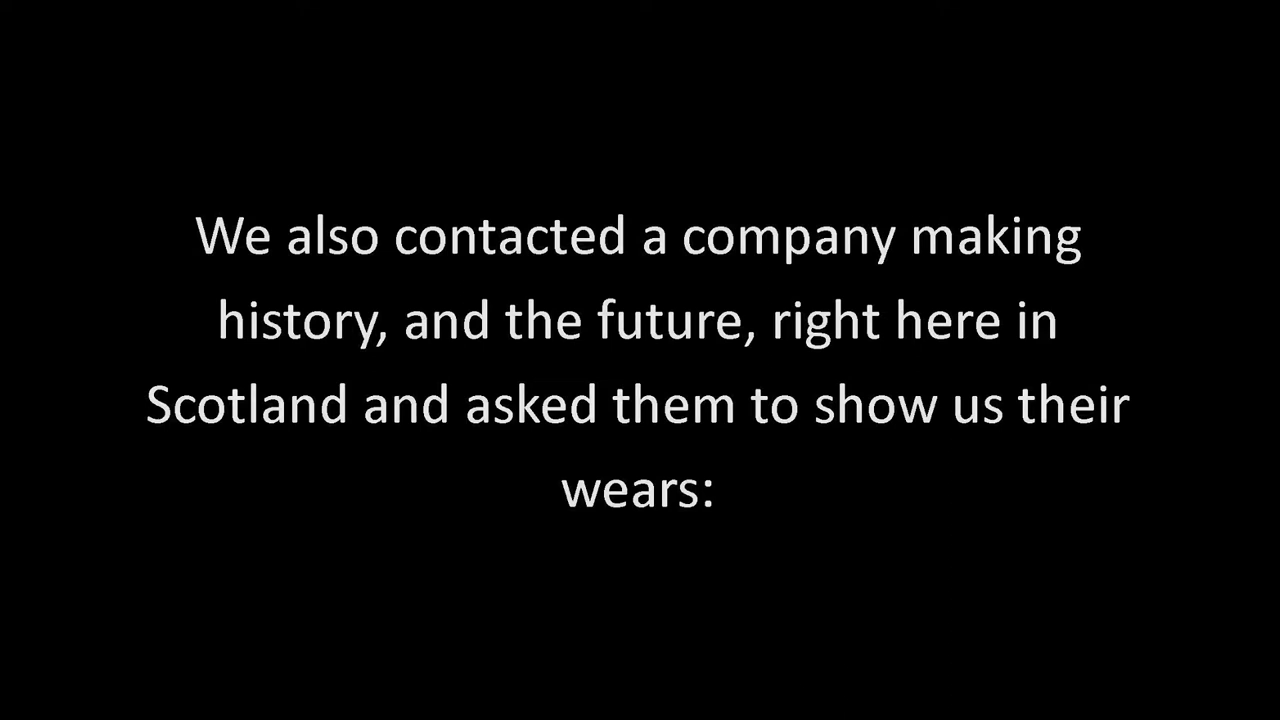 We also contacted a company making
history, and the future, right here in
Scotland and asked them to show us their
wears: